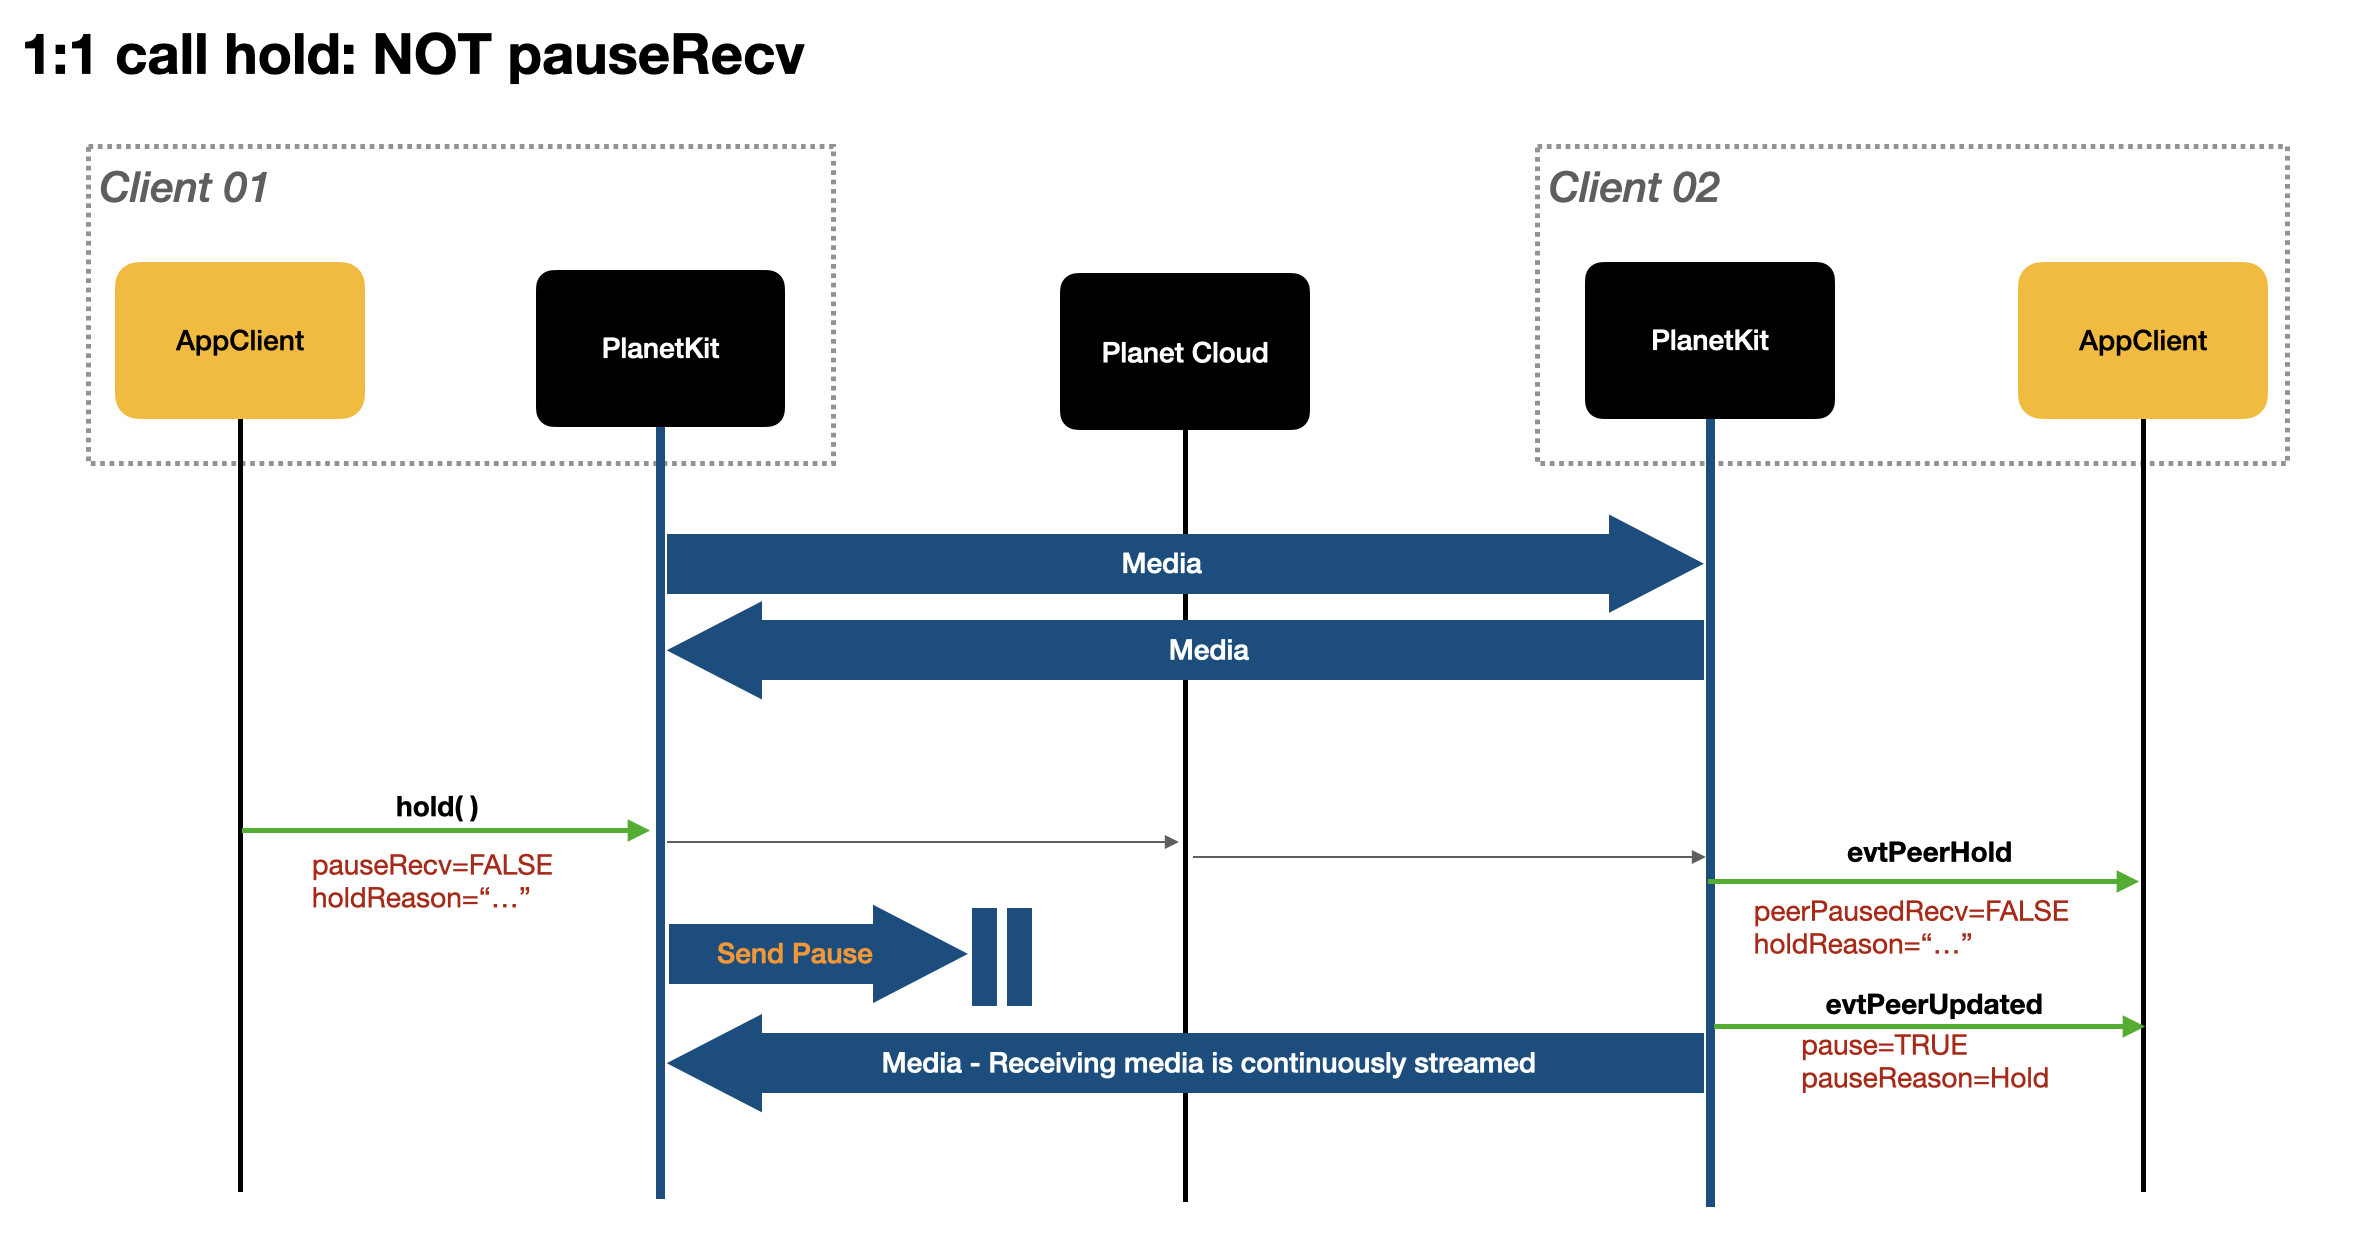 1:1 call hold: NOT pauseRecv
Client 01
Client 02
AppClient
PlanetKit
Planet Cloud
PlanetKit
AppClient
Media
Media
hold( )
pauseRecv=FALSE
holdReason=“…”
evtPeerHold
peerPausedRecv=FALSE
holdReason=“…”
Send Pause
evtPeerUpdated
pause=TRUE
pauseReason=Hold
Media - Receiving media is continuously streamed